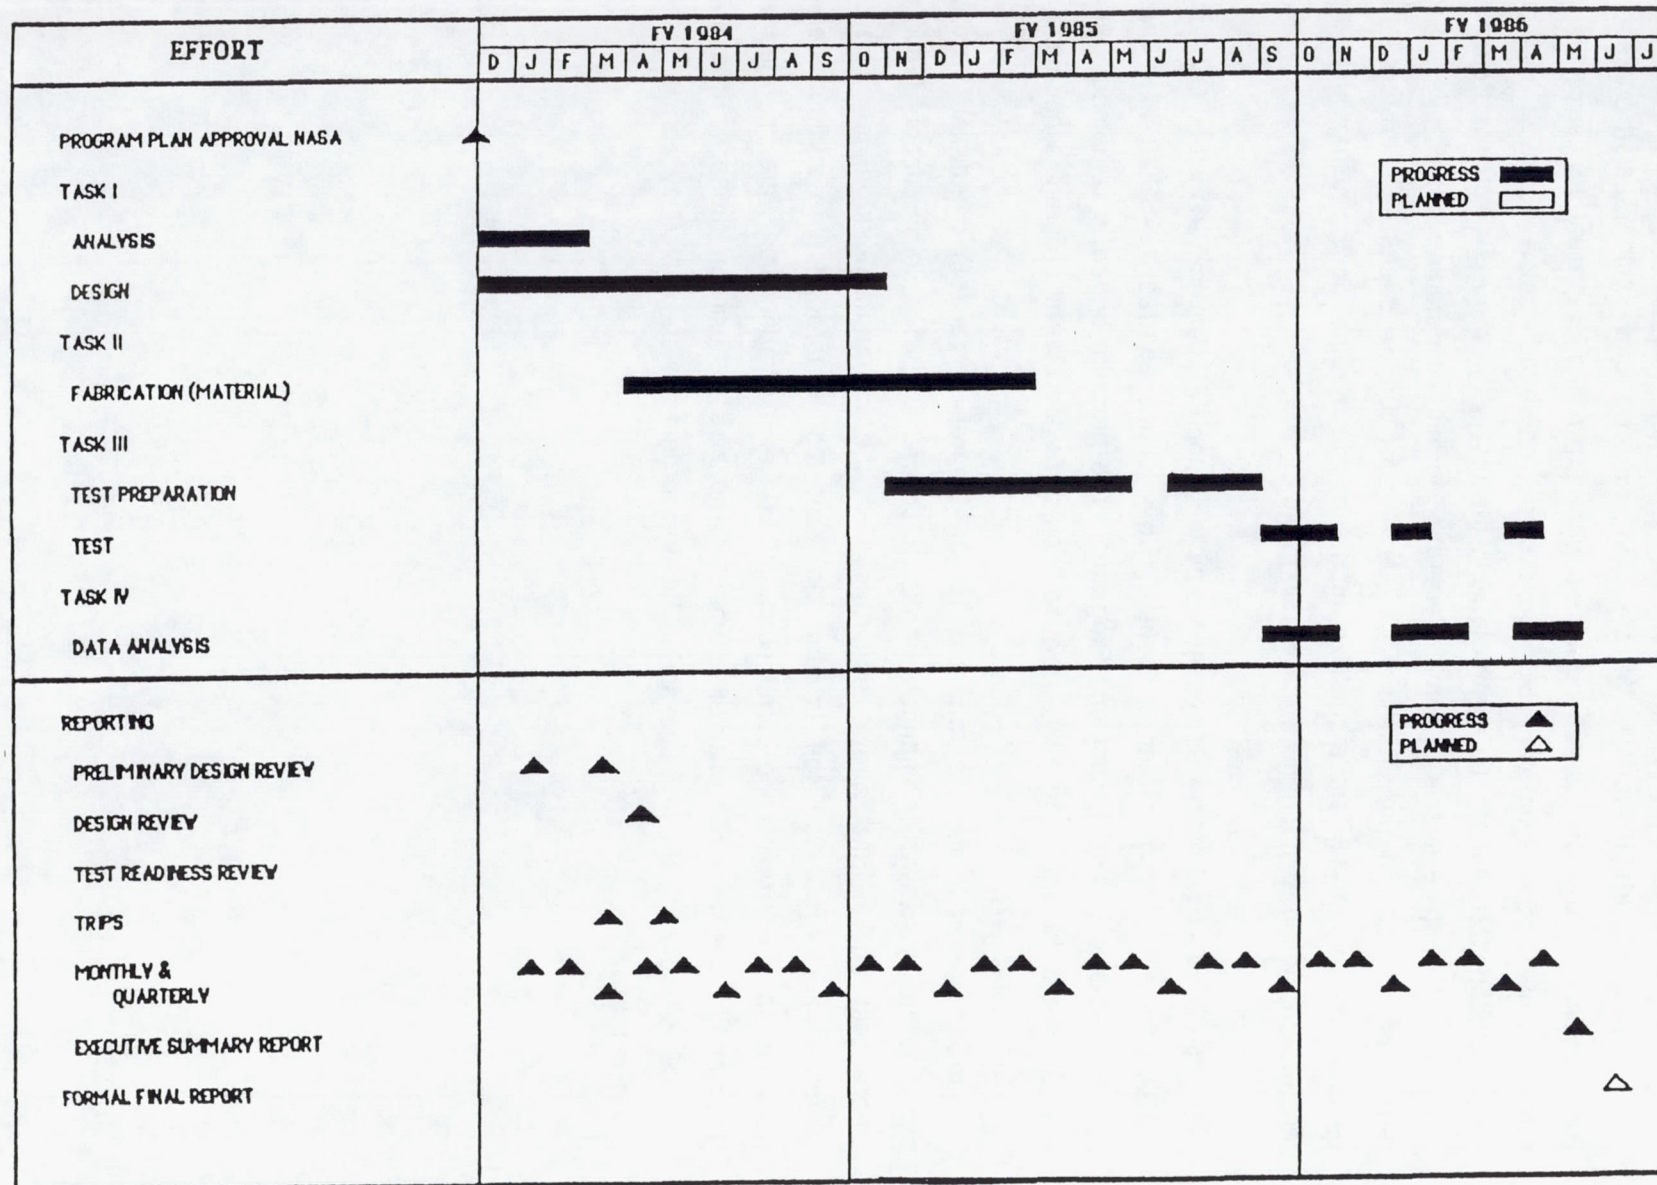 EFFORT
FY 1984 FY 1985 FY 1986
D J F M A M J J A S O N D J F M A M J J A S O N D J F M A M J J
PROGRAM PLAN APPROVAL NASA
TASK I
PROGRESS
PLANNED
ANALYSIS
DESIGN
TASK II
FABRICATION (MATERIAL)
TASK III
TEST PREPARATION
TEST
TASK IV
DATA ANALYSIS
REPORTING
PROGRESS
PLANNED
PRELIMINARY DESIGN REVIEW
DESIGN REVIEW
TEST READINESS REVIEW
TRIPS
MONTHLY &
QUARTERLY
EXECUTIVE SUMMARY REPORT
FORMAL FINAL REPORT